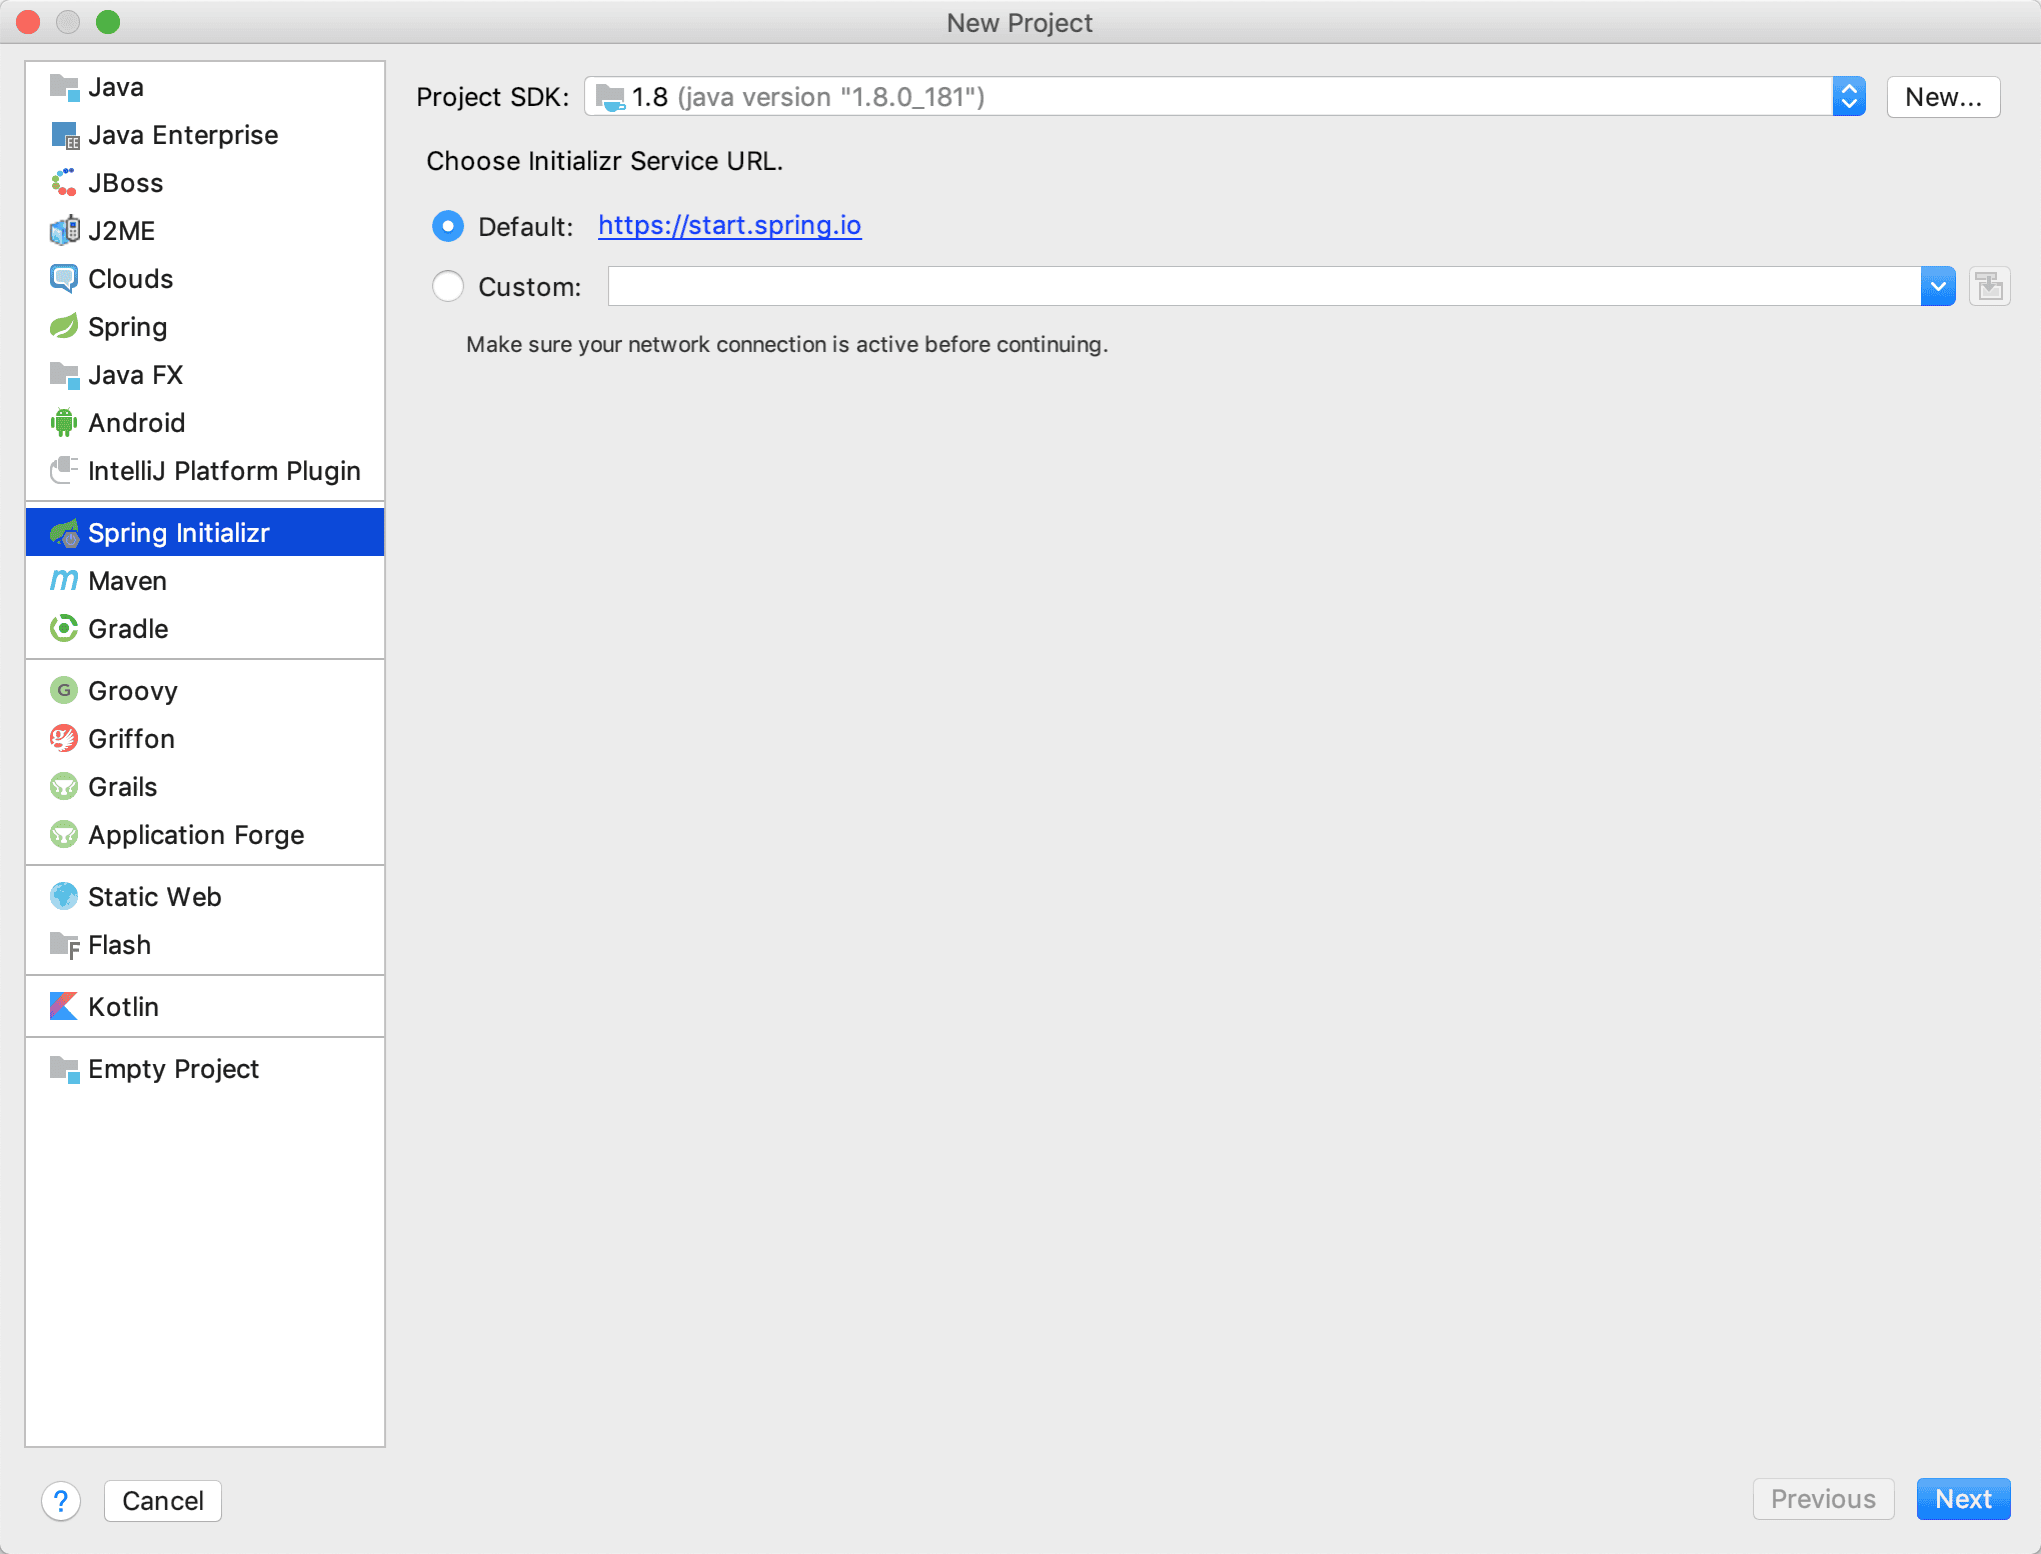 New Project
Java
Java Enterprise
JBoss
J2ME
Clouds
Spring
Java FX
Android
IntelliJ Platform Plugin
Spring Initializr
Maven
Gradle
Groovy
Griffon
Grails
Application Forge
Static Web
Flash
Kotlin
Empty Project
Project SDK: 1.8 (java version "1.8.0_181") New...
Choose Initializr Service URL.
Default: https://start.spring.io
Custom:
Make sure your network connection is active before continuing.
? Cancel Previous Next